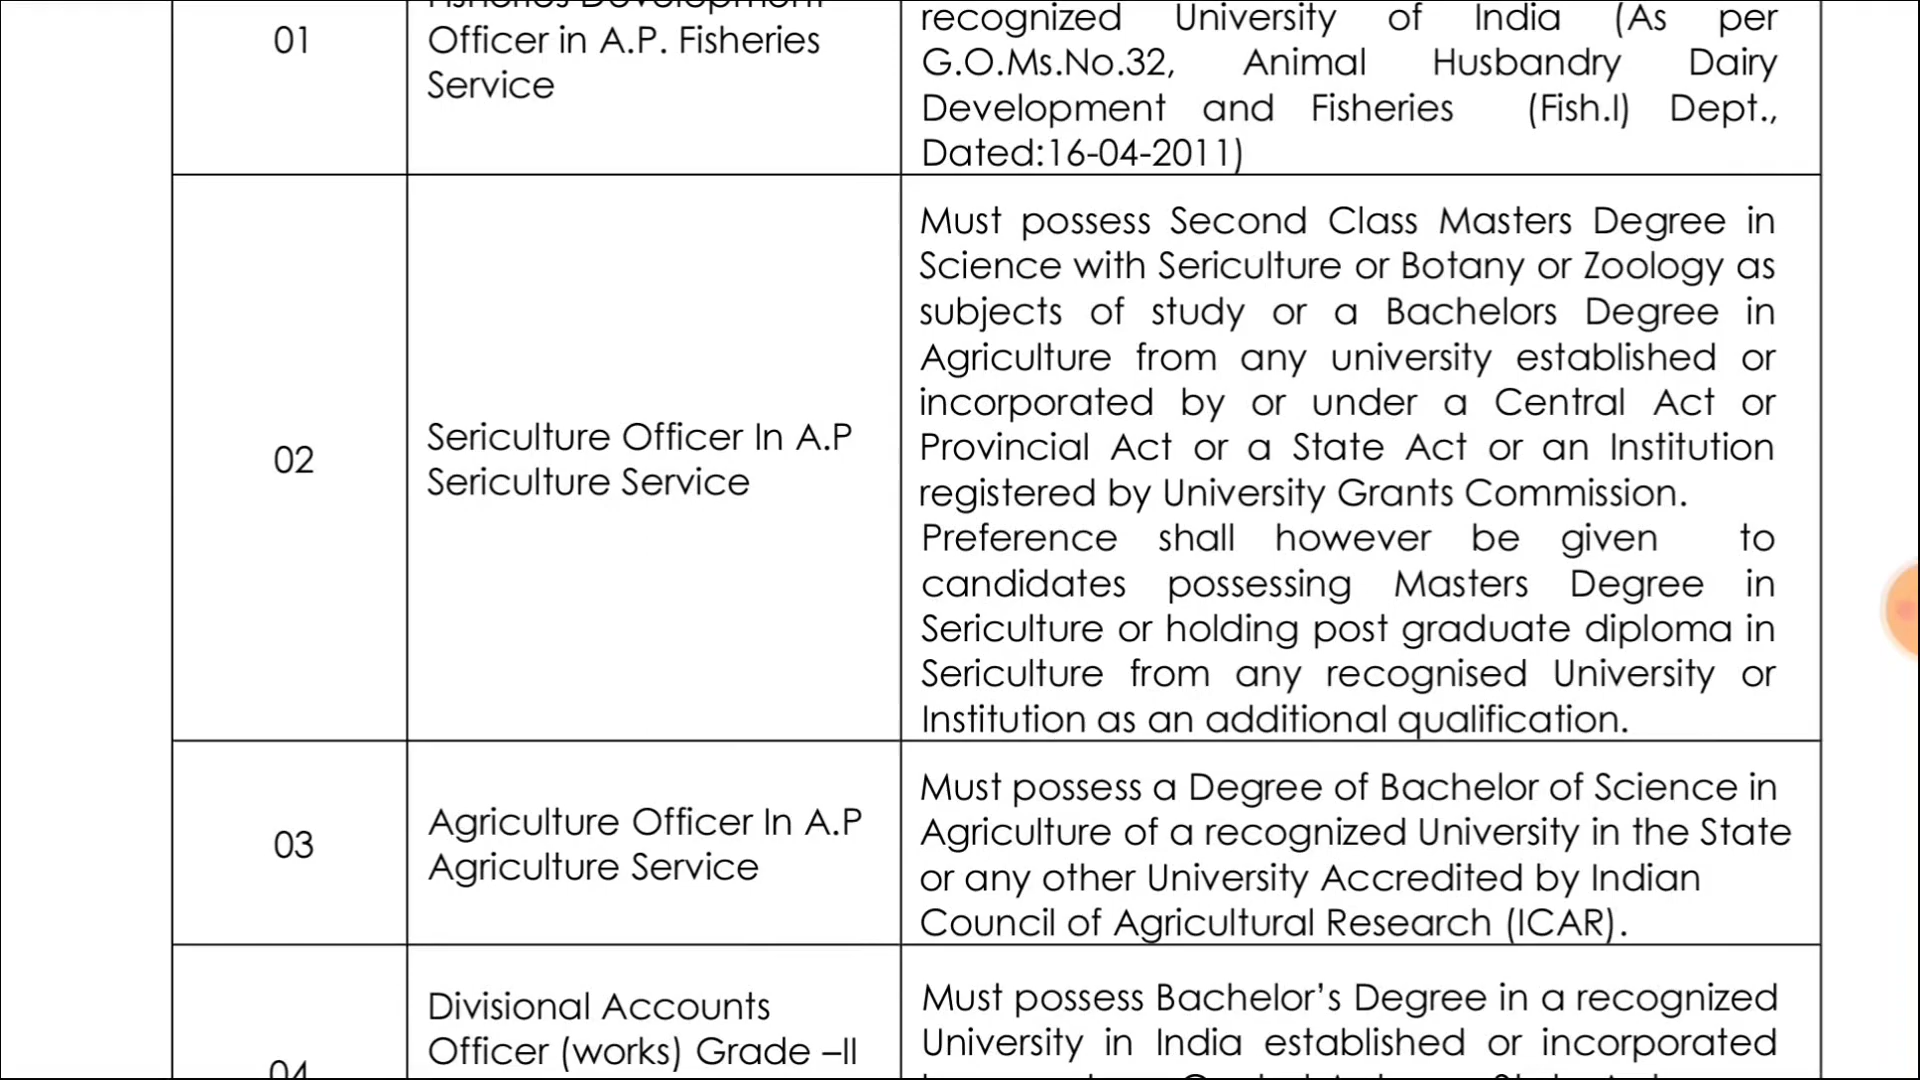 01
Fisheries Development
Officer in A.P. Fisheries
Service
recognized University of India (As per
G.O.Ms.No.32, Animal Husbandry Dairy
Development and Fisheries (Fish.I) Dept.,
Dated:16-04-2011)
02
Sericulture Officer In A.P
Sericulture Service
Must possess Second Class Masters Degree in
Science with Sericulture or Botany or Zoology as
subjects of study or a Bachelors Degree in
Agriculture from any university established or
incorporated by or under a Central Act or
Provincial Act or a State Act or an Institution
registered by University Grants Commission.
Preference shall however be given to
candidates possessing Masters Degree in
Sericulture or holding post graduate diploma in
Sericulture from any recognised University or
Institution as an additional qualification.
03
Agriculture Officer In A.P
Agriculture Service
Must possess a Degree of Bachelor of Science in
Agriculture of a recognized University in the State
or any other University Accredited by Indian
Council of Agricultural Research (ICAR).
04
Divisional Accounts
Officer (works) Grade –II
Must possess Bachelor’s Degree in a recognized
University in India established or incorporated